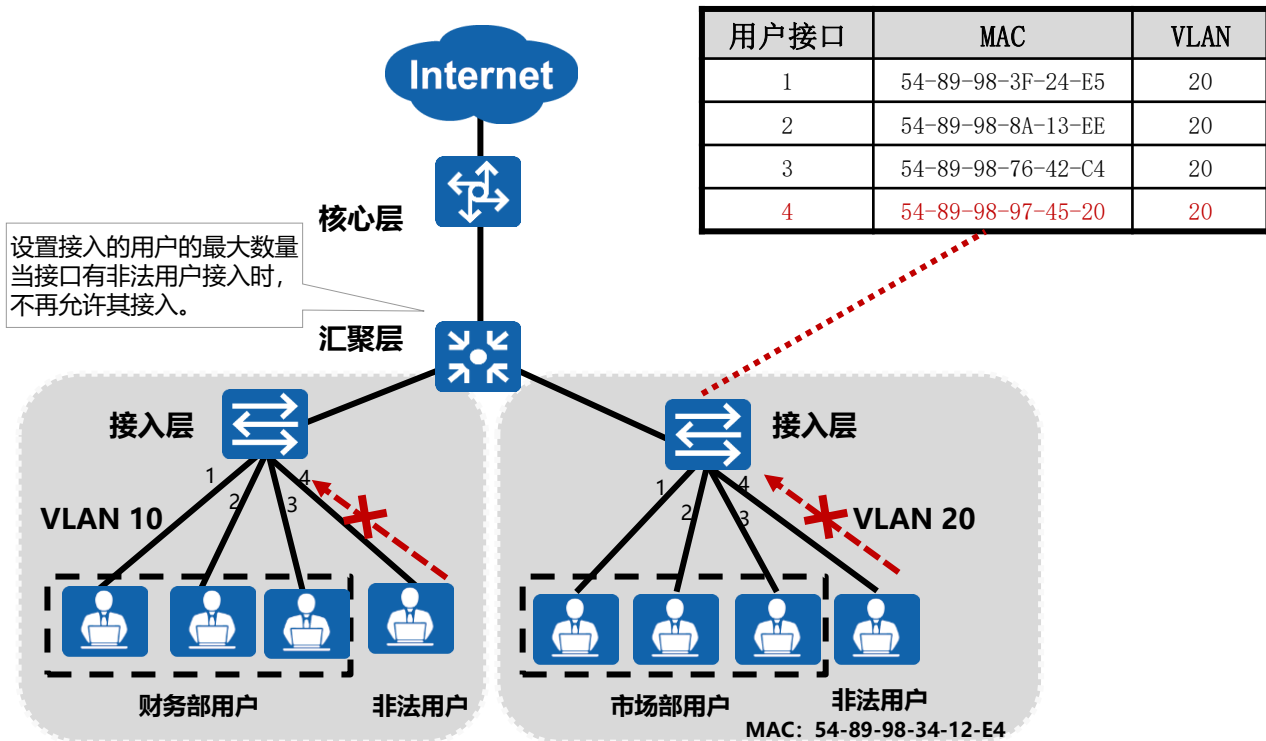 用户接口 MAC VLAN
1 54-89-98-3F-24-E5 20
2 54-89-98-8A-13-EE 20
3 54-89-98-76-42-C4 20
4 54-89-98-97-45-20 20
Internet
核心层
设置接入的用户的最大数量
当接口有非法用户接入时，
不再允许其接入。
汇聚层
接入层
1
2
3
4
VLAN 10
财务部用户
非法用户
接入层
1
2
3
4
VLAN 20
市场部用户
非法用户
MAC：54-89-98-34-12-E4